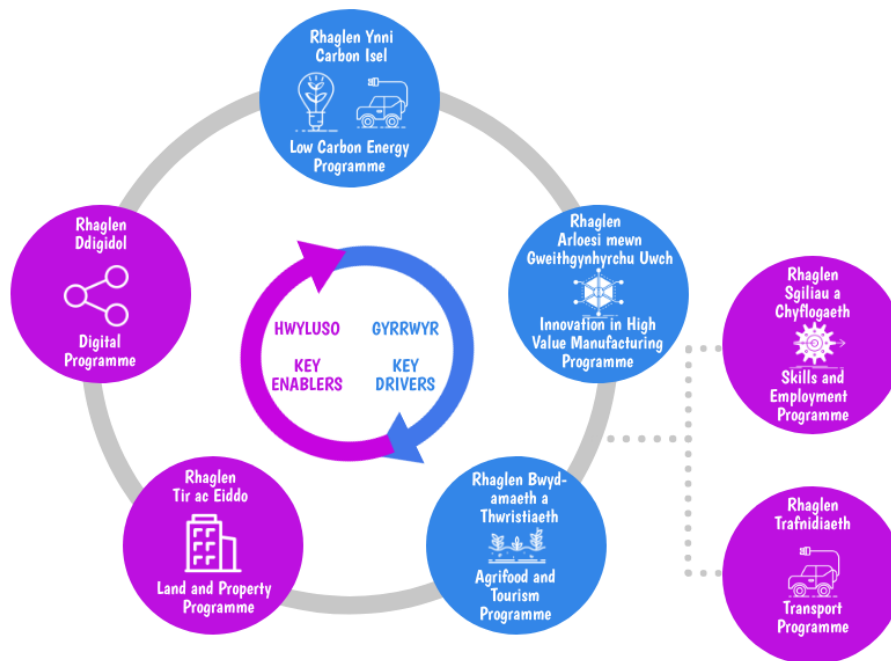 Rhaglen Ynni
Carbon Isel
Low Carbon Energy
Programme
Rhaglen
Ddigidol
Digital
Programme
Rhaglen
Arloesi mewn
Gweithgynhyrchu Uwch
Innovation in High
Value Manufacturing
Programme
HWYLUSO
KEY
ENABLERS
GYRRWYR
KEY
DRIVERS
Rhaglen
Sgiliau a
Chyflogaeth
Skills and
Employment
Programme
Rhaglen
Tir ac Eiddo
Land and Property
Programme
Rhaglen Bwyd-
amaeth a
Thwristiaeth
Agrifood and
Tourism
Programme
Rhaglen
Trafnidiaeth
Transport
Programme